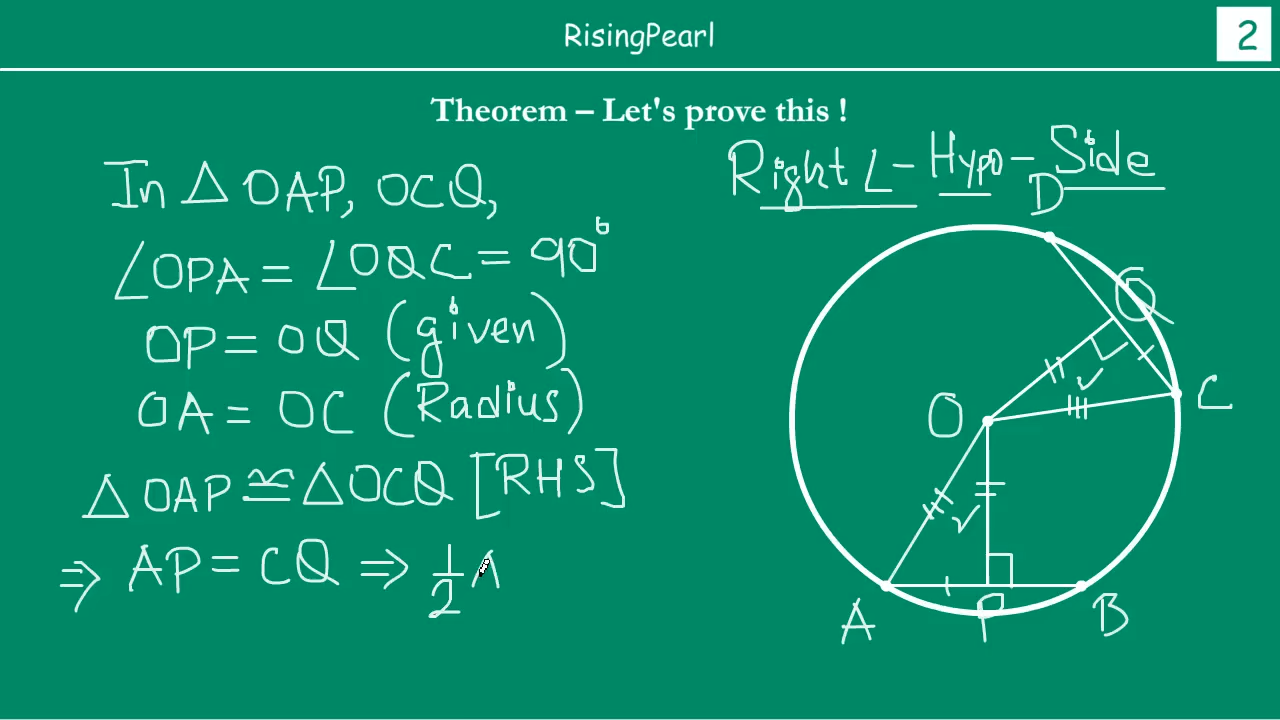 RisingPearl
2
Theorem – Let's prove this !
In △ OAP, OCQ,
∠OPA = ∠OQC = 90°
OP = OQ (given)
OA = OC (Radius)
△ OAP ≅ △OCQ [RHS]
⇒ AP = CQ ⇒ 1/2 A
Right ∠ - Hypo - Side
D
Q
C
O
A
P
B